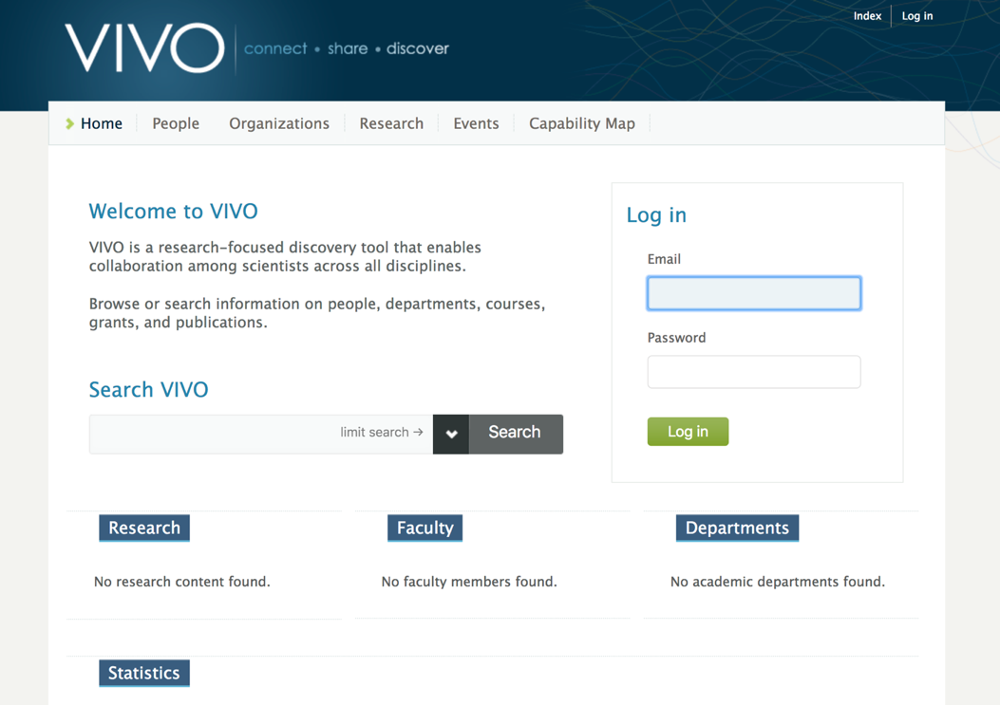 Index Log in
VIVO connect • share • discover
Home People Organizations Research Events Capability Map
Welcome to VIVO
VIVO is a research-focused discovery tool that enables
collaboration among scientists across all disciplines.
Browse or search information on people, departments, courses,
grants, and publications.
Search VIVO
limit search → Search
Log in
Email
Password
Log in
Research
No research content found.
Faculty
No faculty members found.
Departments
No academic departments found.
Statistics